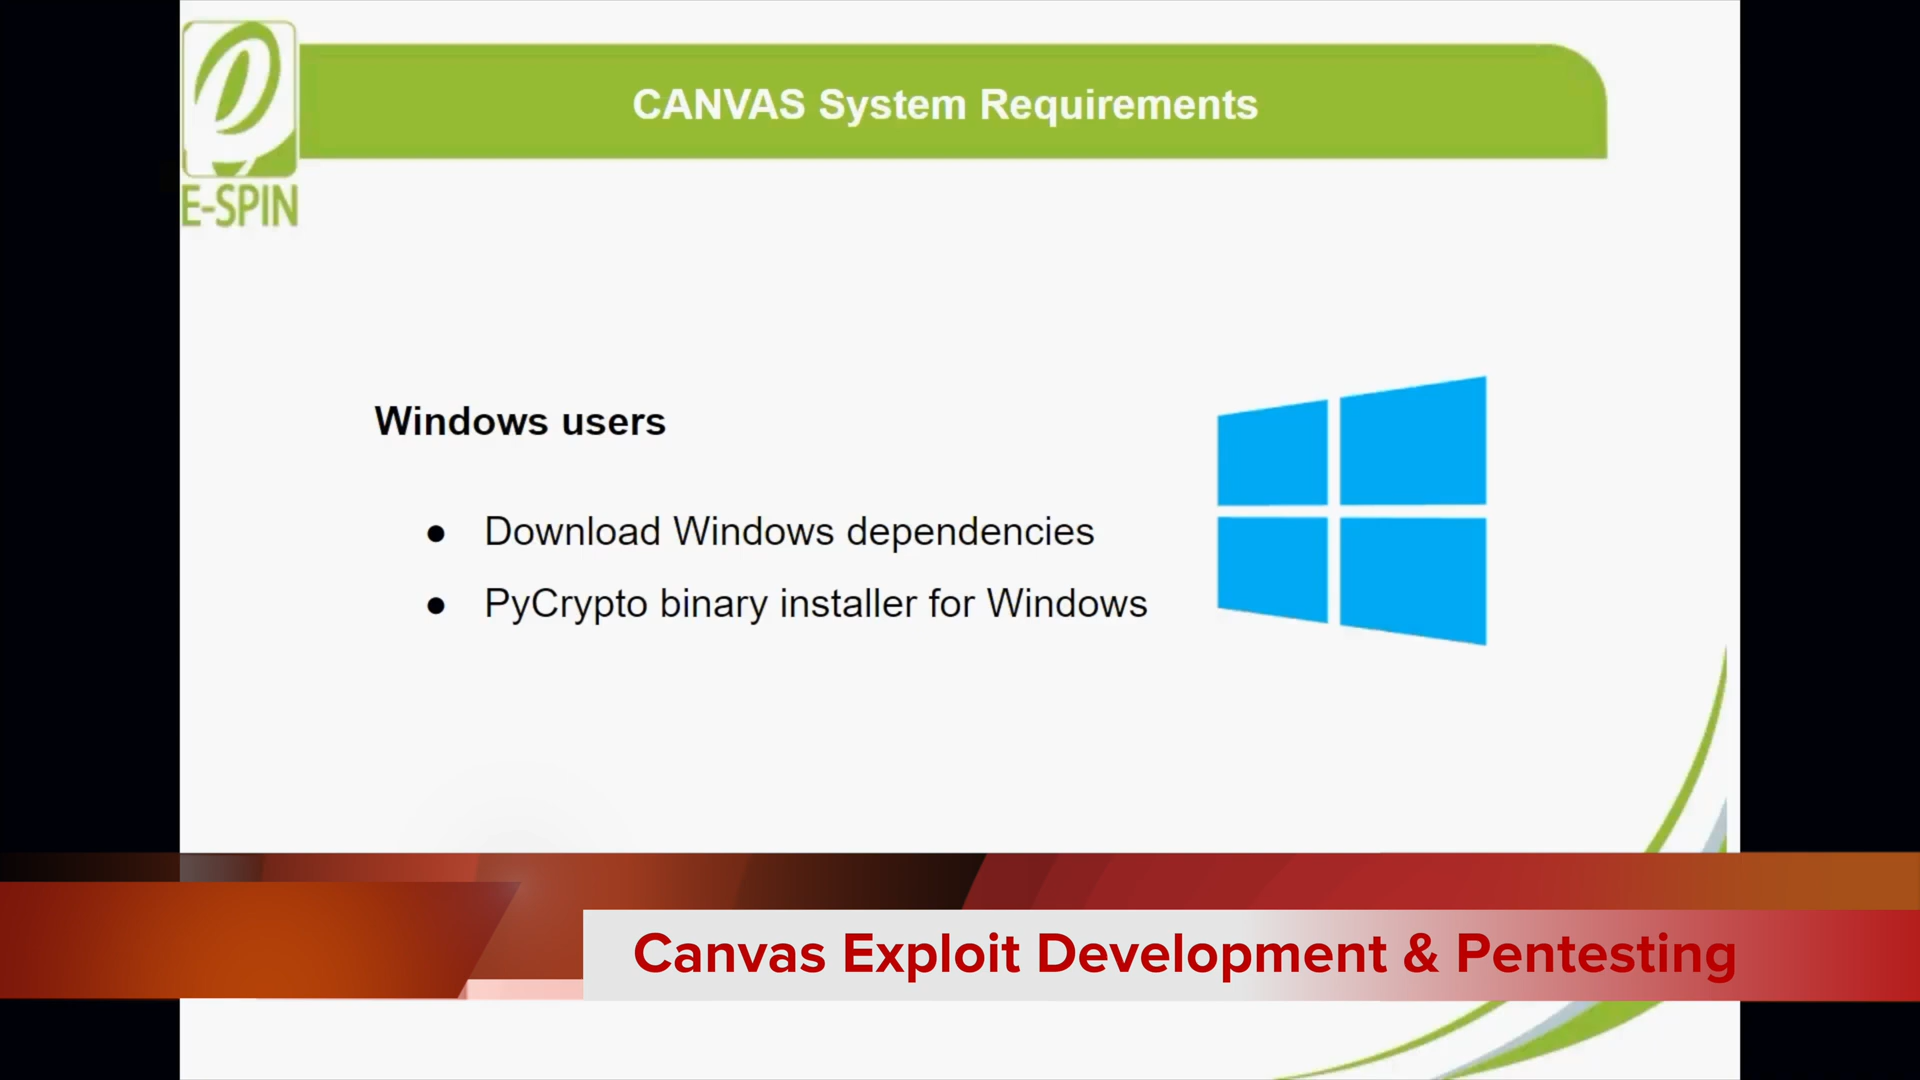 CANVAS System Requirements
E-SPIN
Windows users
● Download Windows dependencies
● PyCrypto binary installer for Windows
Canvas Exploit Development & Pentesting